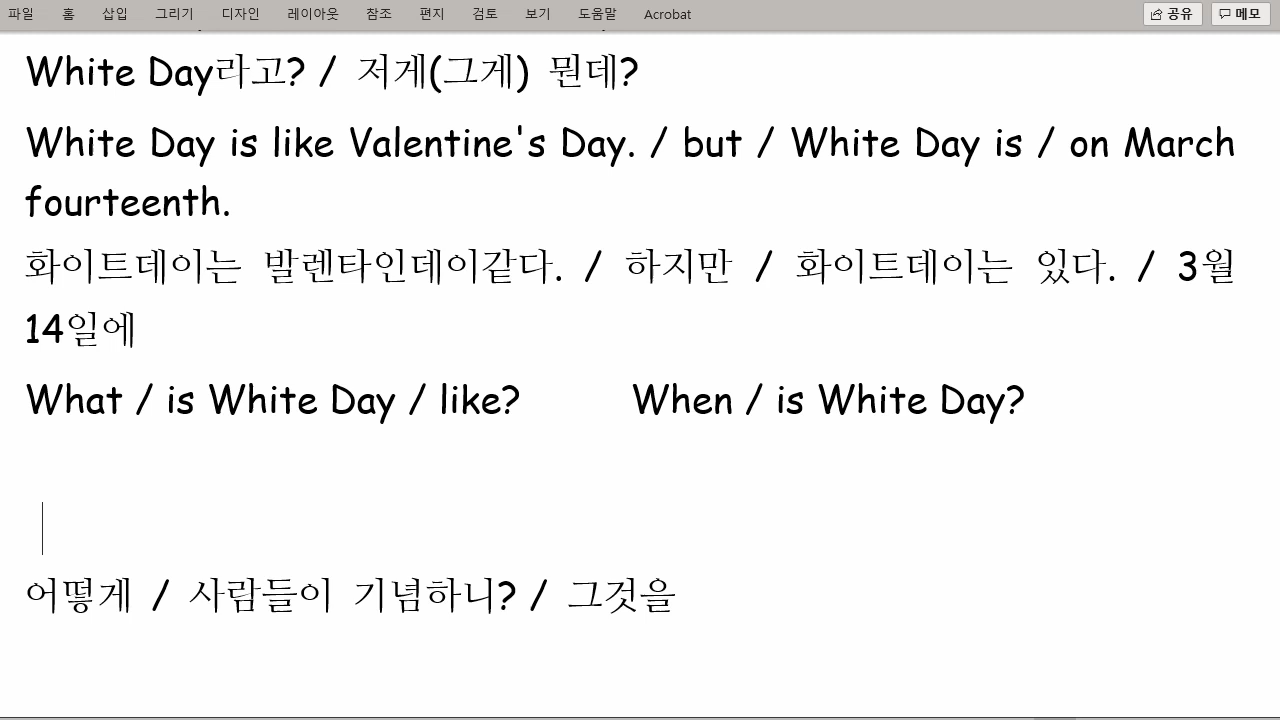 파일 홈 삽입 그리기 디자인 레이아웃 참조 편지 검토 보기 도움말 Acrobat 공유 메모
White Day라고? / 저게(그게) 뭔데?
White Day is like Valentine's Day. / but / White Day is / on March
fourteenth.
화이트데이는 발렌타인데이같다. / 하지만 / 화이트데이는 있다. / 3월
14일에
What / is White Day / like? When / is White Day?
어떻게 / 사람들이 기념하니? / 그것을